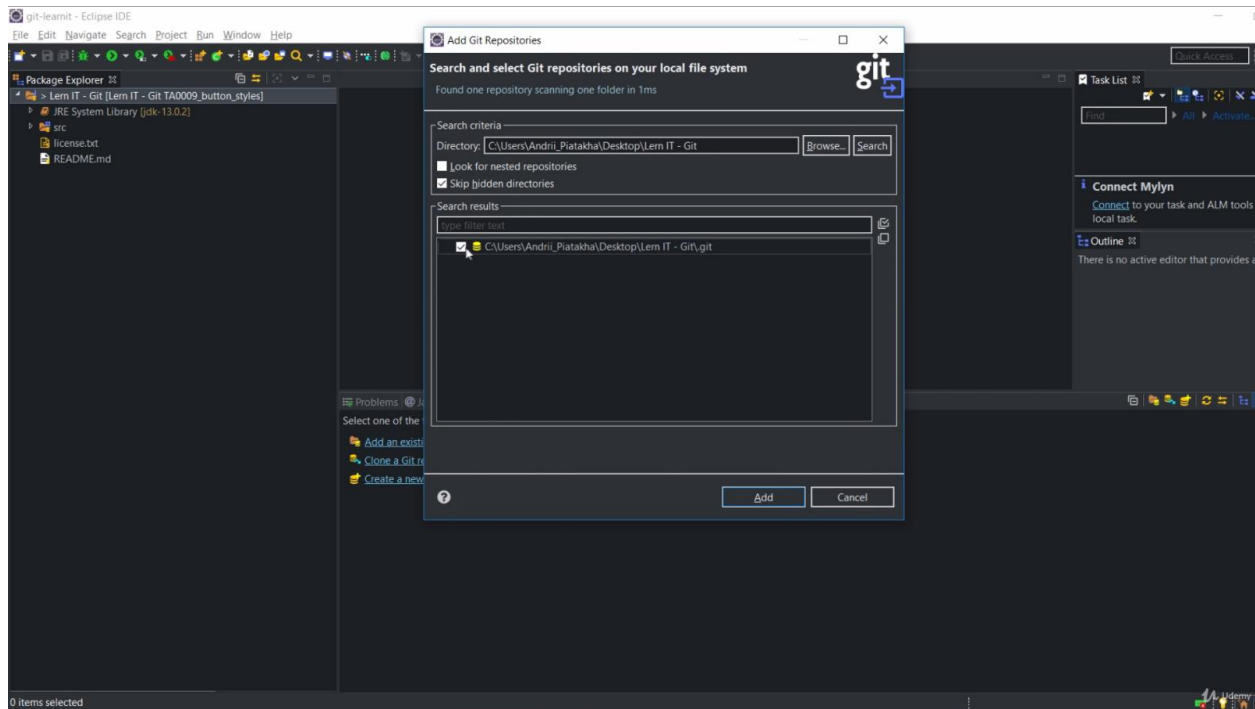 git-learnit - Eclipse IDE
File Edit Navigate Search Project Run Window Help
Quick Access
Package Explorer
> Lern IT - Git [Lern IT - Git TA0009_button_styles]
JRE System Library [jdk-13.0.2]
src
license.txt
README.md
Add Git Repositories
Search and select Git repositories on your local file system
Found one repository scanning one folder in 1ms
git
Search criteria
Directory: C:\Users\Andrii_Piatakha\Desktop\Lern IT - Git Browse... Search
Look for nested repositories
Skip hidden directories
Search results
type filter text
C:\Users\Andrii_Piatakha\Desktop\Lern IT - Git\.git
Add Cancel
Task List
Find All Activate...
Connect Mylyn
Connect to your task and ALM tools
local task.
Outline
There is no active editor that provides a
Problems @ Ja
Select one of the
Add an existi
Clone a Git re
Create a new
0 items selected
Udemy